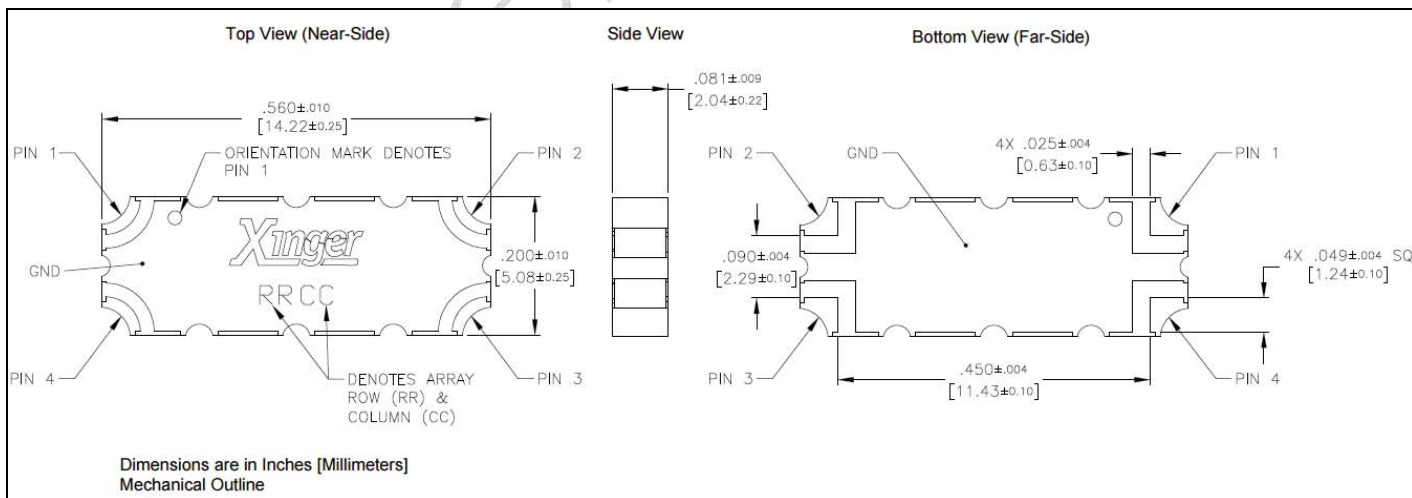 Top View (Near-Side)
Side View
Bottom View (Far-Side)
.560±.010
[14.22±0.25]
PIN 1
ORIENTATION MARK DENOTES
PIN 1
PIN 2
GND
Xinger
RR CC
.200±.010
[5.08±0.25]
PIN 4
DENOTES ARRAY
ROW (RR) &
COLUMN (CC)
PIN 3
.081±.009
[2.04±0.22]
PIN 2
GND
4X .025±.004
[0.63±0.10]
PIN 1
.090±.004
[2.29±0.10]
4X .049±.004 SQ
[1.24±0.10]
PIN 3
.450±.004
[11.43±0.10]
PIN 4
Dimensions are in Inches [Millimeters]
Mechanical Outline